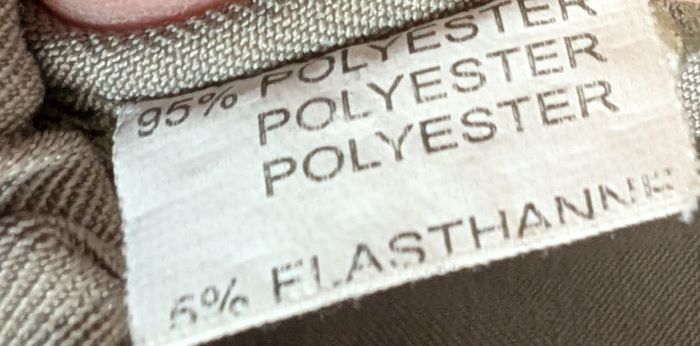 95% POLYESTER
POLYESTER
POLYESTER
5% ELASTHANNE